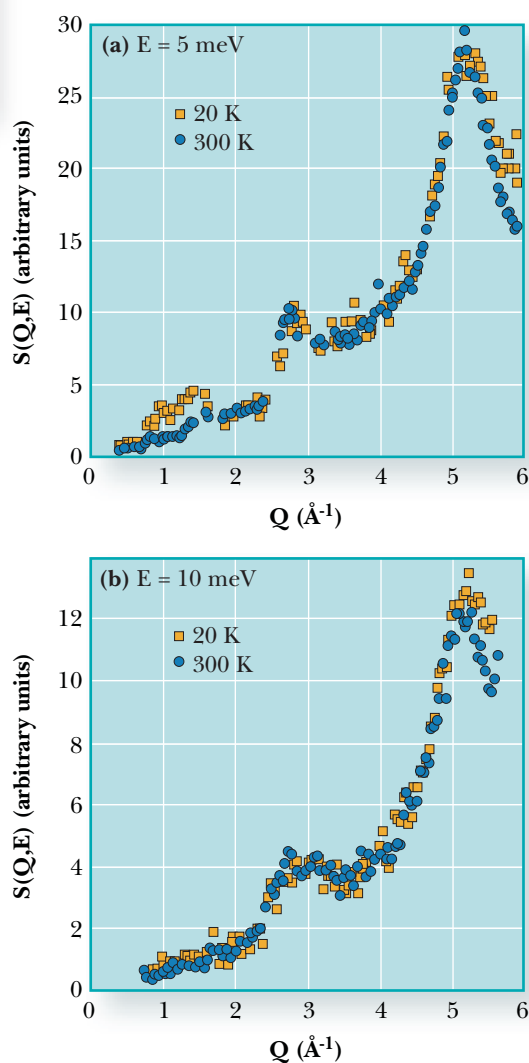 (a) E = 5 meV
20 K
300 K
30
25
20
15
10
5
0
S(Q,E) (arbitrary units)
0 1 2 3 4 5 6
Q (Å-1)
(b) E = 10 meV
20 K
300 K
12
10
8
6
4
2
0
S(Q,E) (arbitrary units)
0 1 2 3 4 5 6
Q (Å-1)